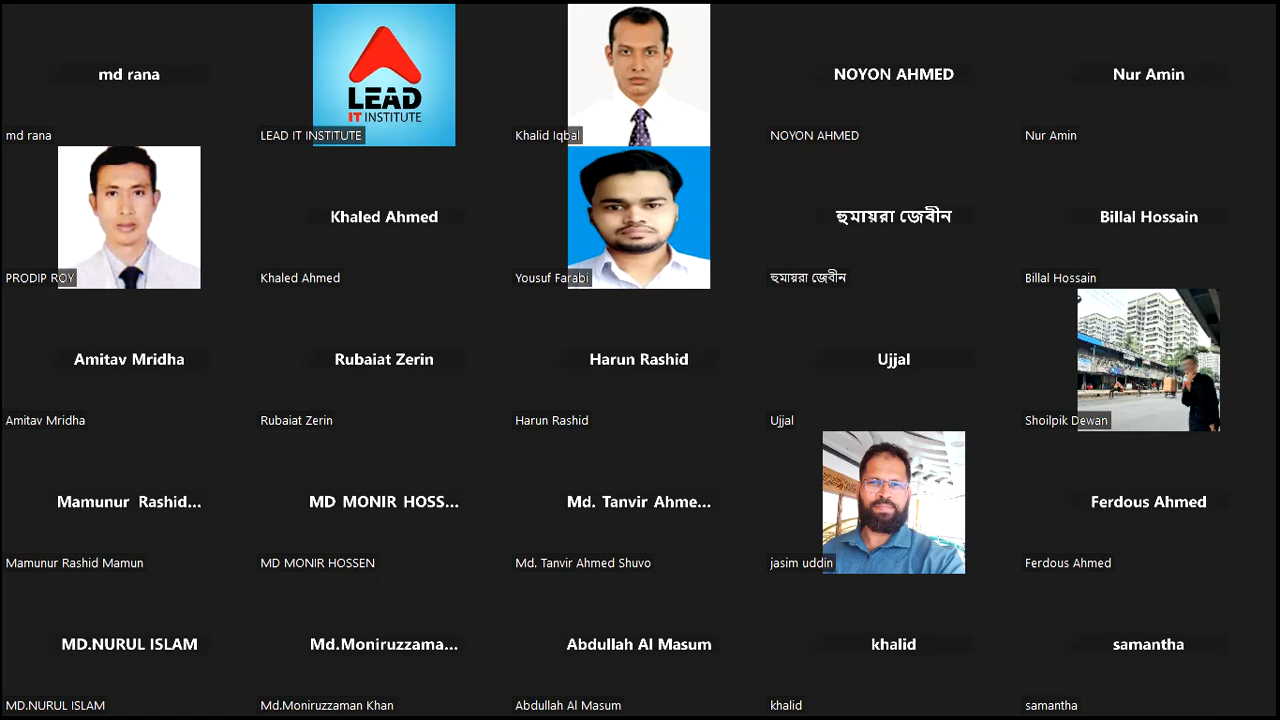 md rana
LEAD
IT INSTITUTE
NOYON AHMED
Nur Amin
md rana
LEAD IT INSTITUTE
Khalid Iqbal
NOYON AHMED
Nur Amin
Khaled Ahmed
হুমায়রা জেবীন
Billal Hossain
PRODIP ROY
Khaled Ahmed
Yousuf Farabi
হুমায়রা জেবীন
Billal Hossain
Amitav Mridha
Rubaiat Zerin
Harun Rashid
Ujjal
Amitav Mridha
Rubaiat Zerin
Harun Rashid
Ujjal
Shoilpik Dewan
Mamunur Rashid...
MD MONIR HOSS...
Md. Tanvir Ahme...
Ferdous Ahmed
Mamunur Rashid Mamun
MD MONIR HOSSEN
Md. Tanvir Ahmed Shuvo
jasim uddin
Ferdous Ahmed
MD.NURUL ISLAM
Md.Moniruzzama...
Abdullah Al Masum
khalid
samantha
MD.NURUL ISLAM
Md.Moniruzzaman Khan
Abdullah Al Masum
khalid
samantha